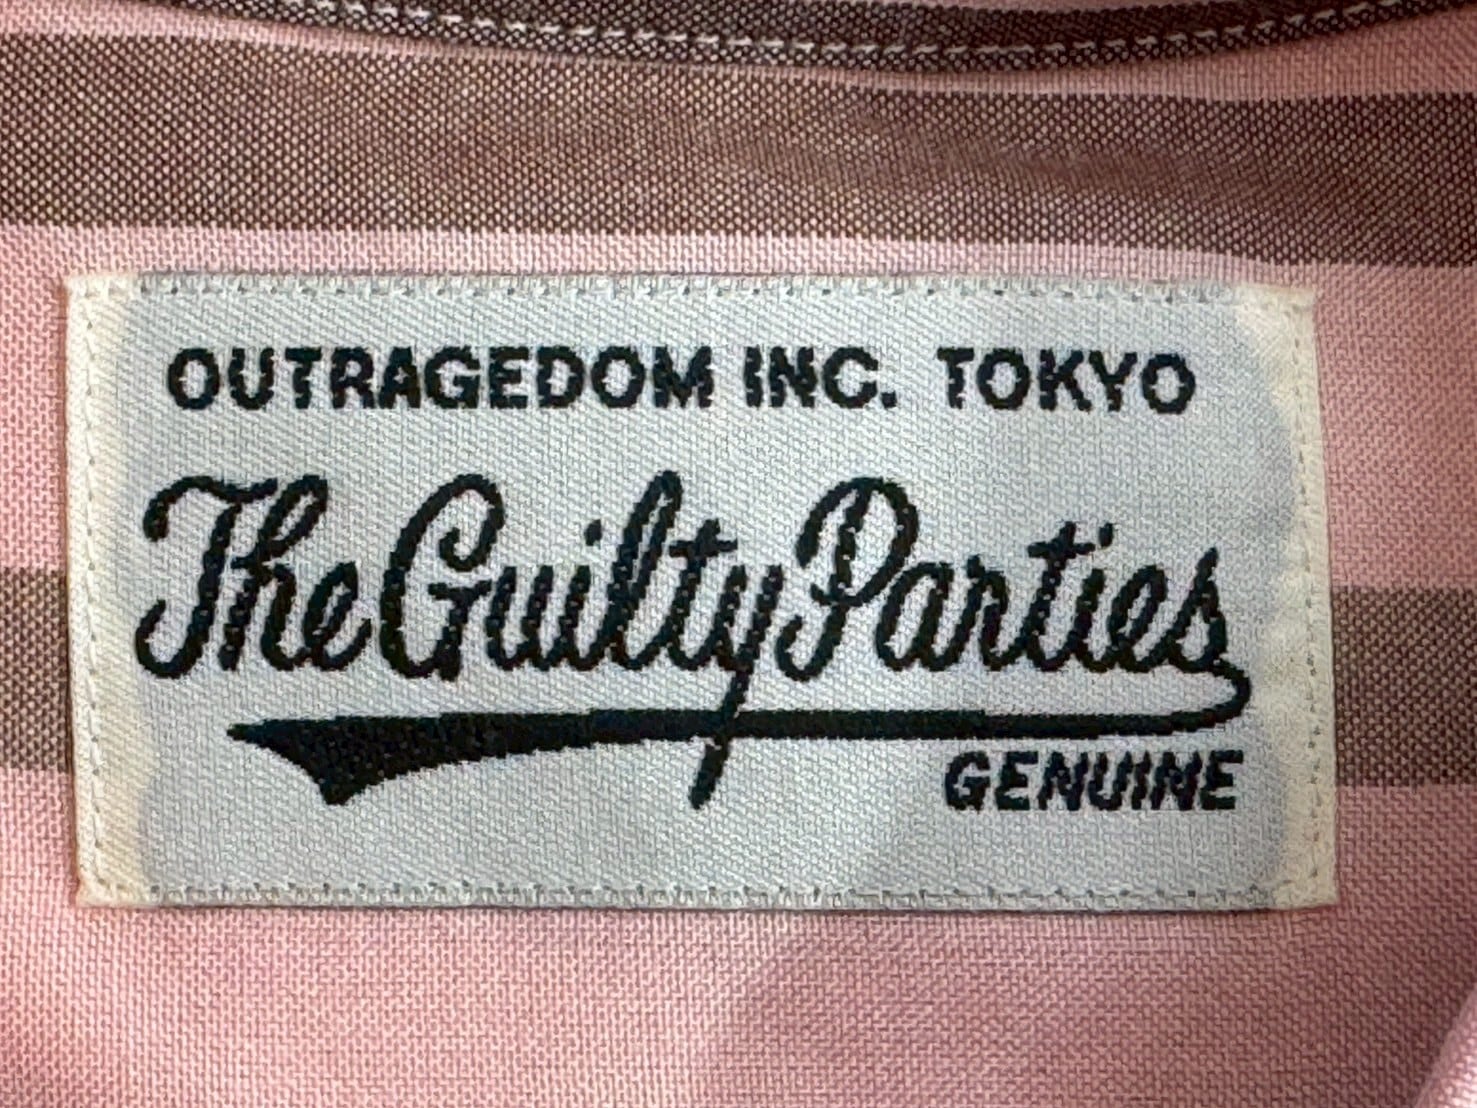 OUTRAGEDOM INC. TOKYO
The Guilty Parties
GENUINE